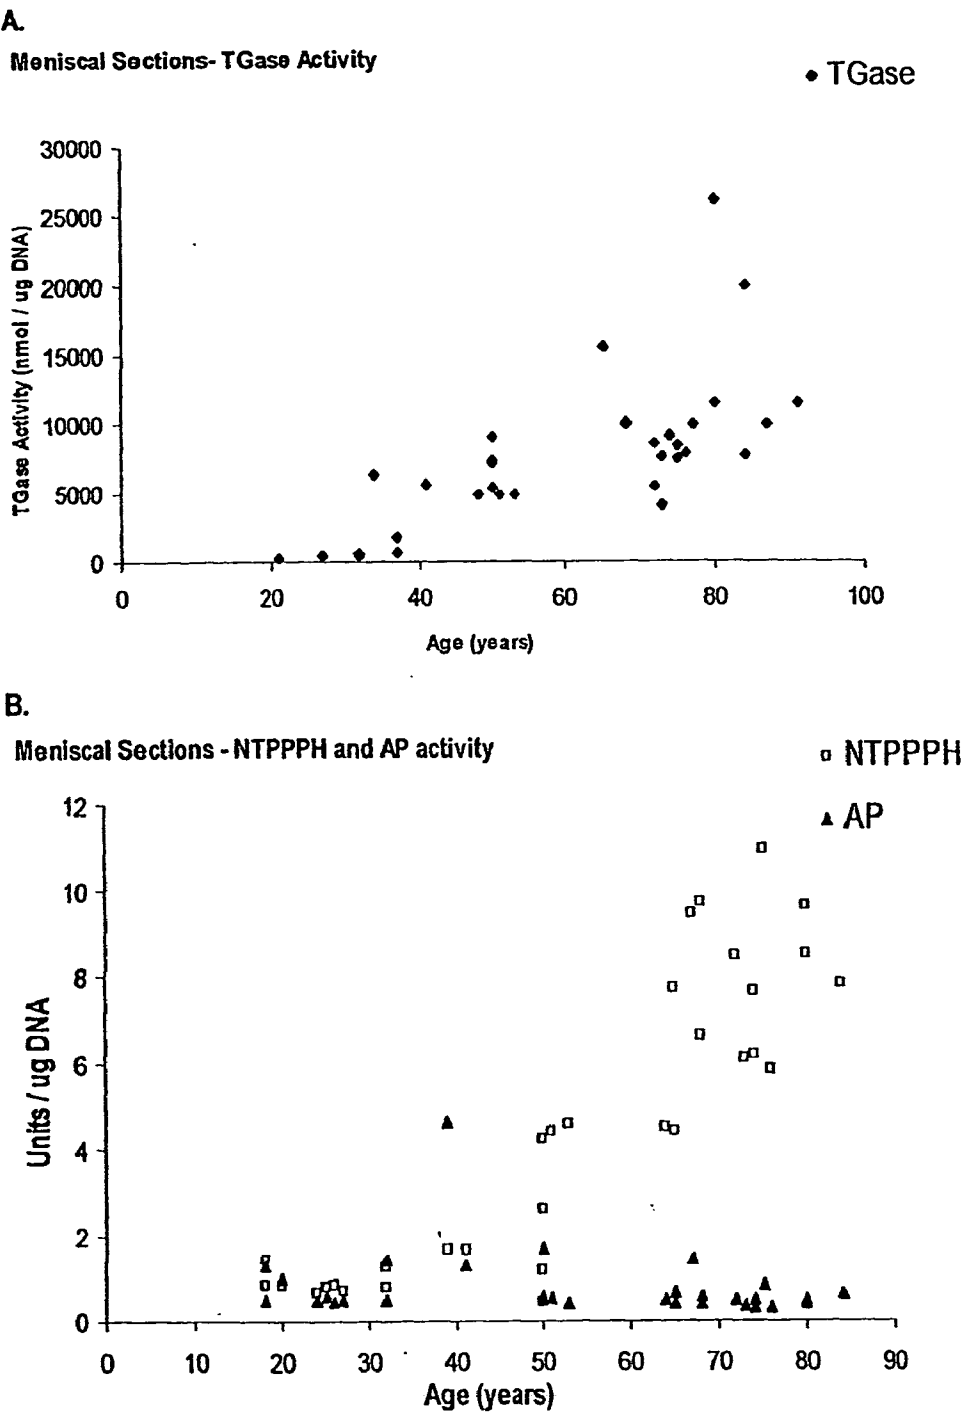 A.
Meniscal Sections- TGase Activity
TGase
30000
25000
20000
15000
10000
5000
0
TGase Activity (nmol / ug DNA)
0 20 40 60 80 100
Age (years)
B.
Meniscal Sections - NTPPPH and AP activity
NTPPPH
AP
12
10
8
6
4
2
0
Units / ug DNA
0 10 20 30 40 50 60 70 80 90
Age (years)